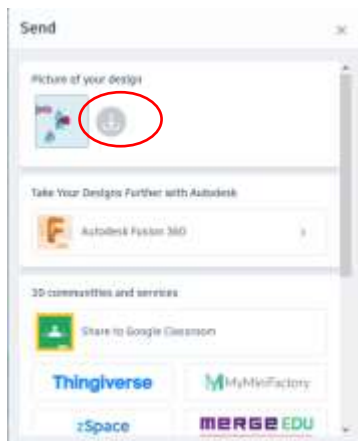 Send
Picture of your design
Take Your Designs Further with Autodesk
Autodesk Fusion 360
3D communities and services
Share to Google Classroom
Thingiverse
MyMiniFactory
zSpace
MERGE EDU